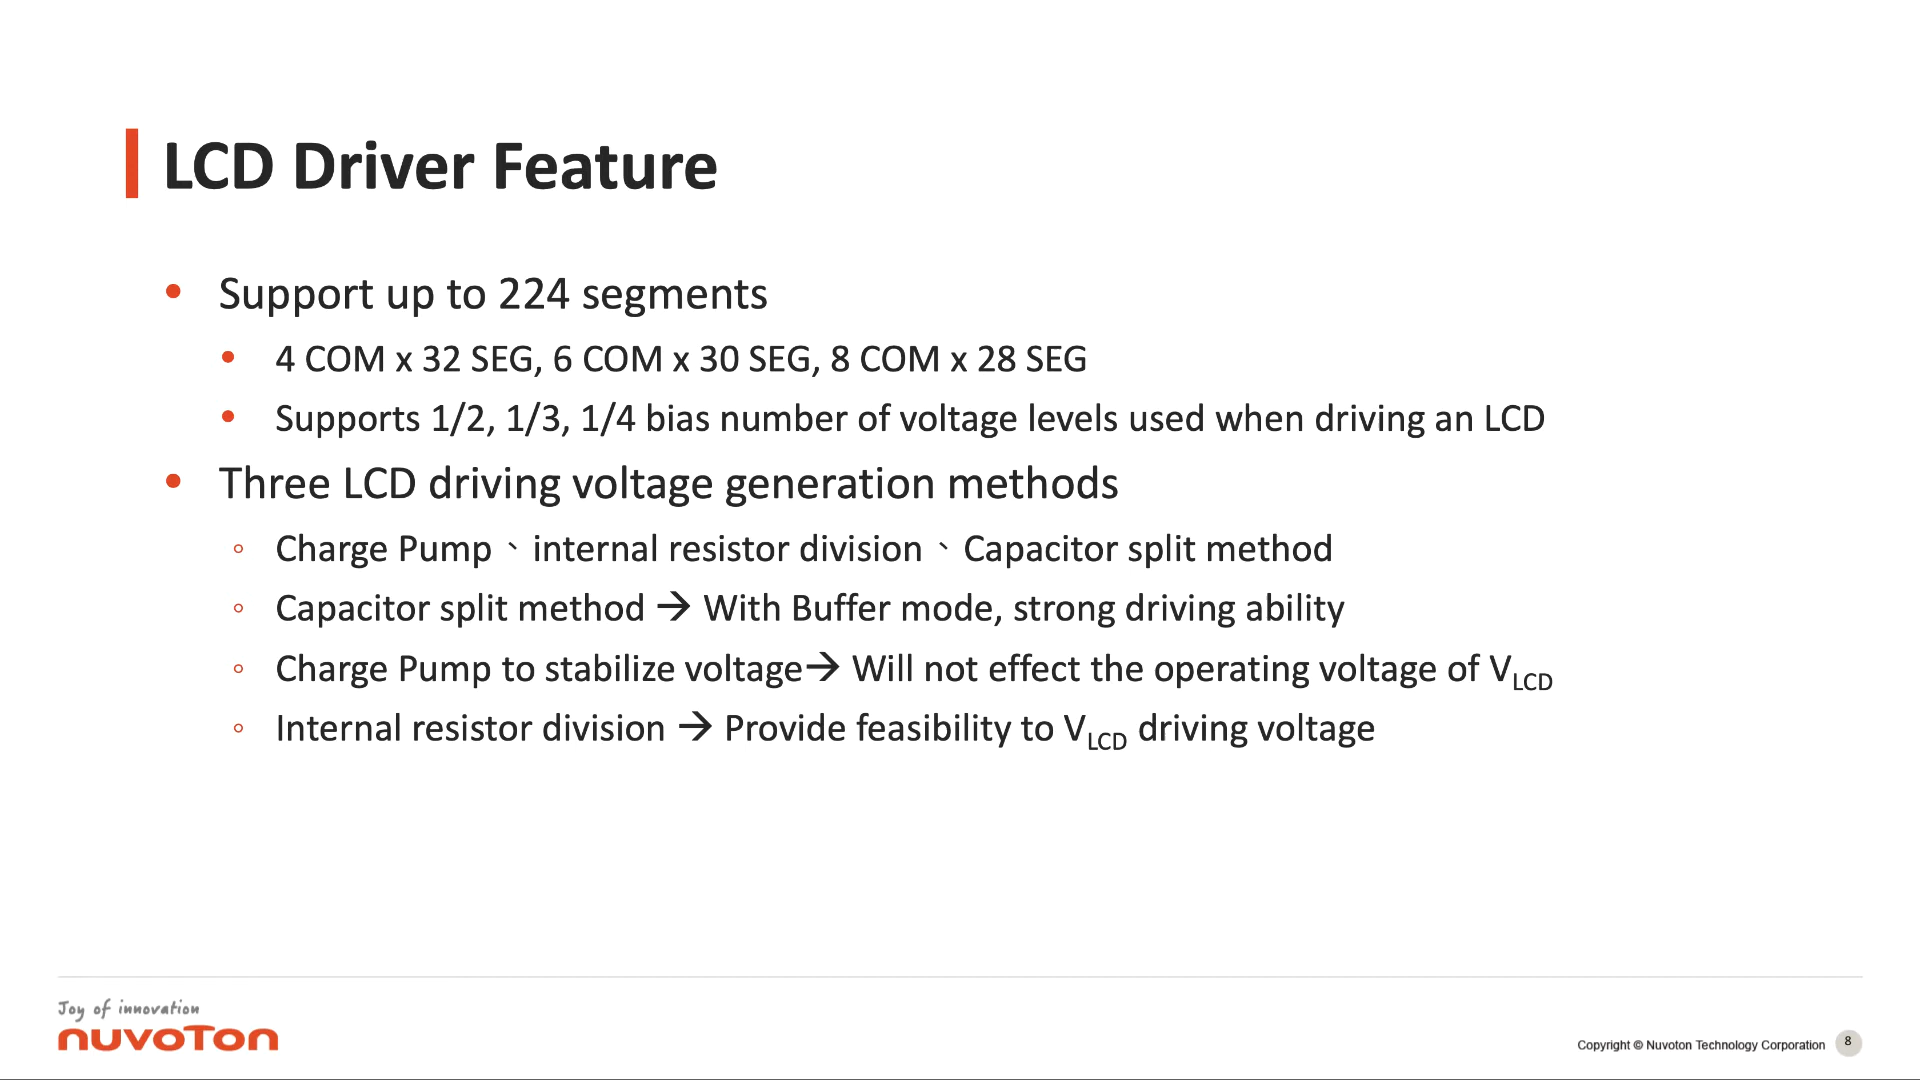 LCD Driver Feature
• Support up to 224 segments
• 4 COM x 32 SEG, 6 COM x 30 SEG, 8 COM x 28 SEG
• Supports 1/2, 1/3, 1/4 bias number of voltage levels used when driving an LCD
• Three LCD driving voltage generation methods
◦ Charge Pump、internal resistor division、Capacitor split method
◦ Capacitor split method → With Buffer mode, strong driving ability
◦ Charge Pump to stabilize voltage→ Will not effect the operating voltage of VLCD
◦ Internal resistor division → Provide feasibility to VLCD driving voltage
Joy of innovation
nuvoTon
Copyright © Nuvoton Technology Corporation 8